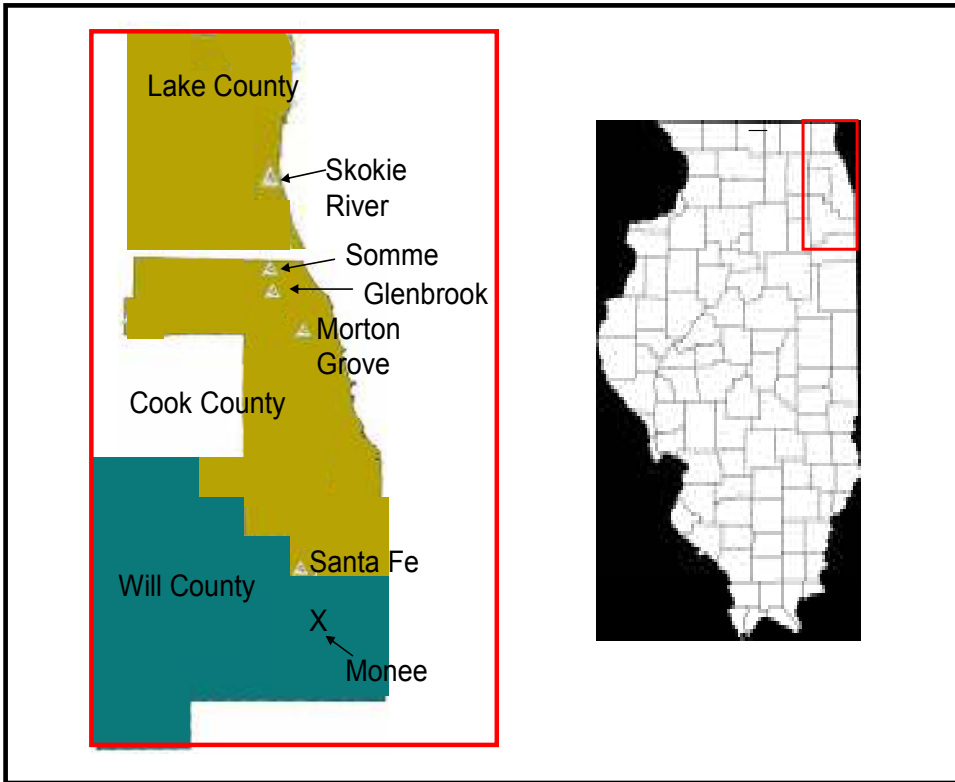 Lake County
Skokie
River
Somme
Glenbrook
Morton
Grove
Cook County
Santa Fe
Will County
X
Monee